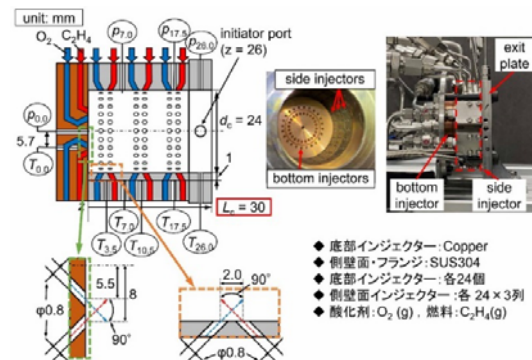 unit: mm
O₂ C₂H₄
p7.0
p17.5
p26.0
initiator port
(z = 26)
p0.0
5.7
T0.0
d_c = 24
1
2
L_c = 30
T3.5
T7.0
T10.5
T17.5
T26.0
5.5
8
φ0.8
90°
2.0
90°
φ0.8
side injectors
bottom injectors
exit
plate
bottom
injector
side
injector
◆ 底部インジェクター:Copper
◆ 側壁面・フランジ:SUS304
◆ 底部インジェクター:各24個
◆ 側壁面インジェクター:各 24×3列
◆ 酸化剤:O₂ (g) , 燃料:C₂H₄(g)